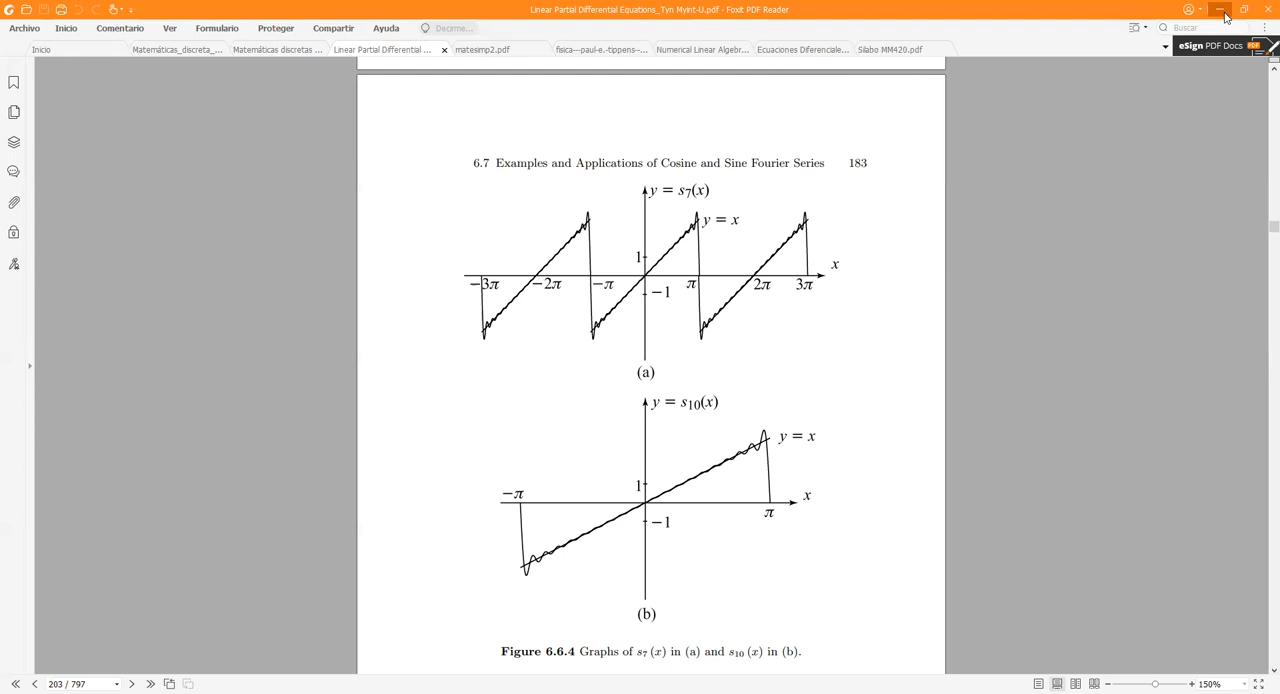 Linear Partial Differential Equations_Tyn Myint-U.pdf - Foxit PDF Reader
Archivo Inicio Comentario Ver Formulario Proteger Compartir Ayuda Decirme... Buscar
Inicio Matemáticas_discreta_... Matemáticas discretas ... Linear Partial Differential ... matesimp2.pdf fisica---paul-e.-tippens-... Numerical Linear Algebr... Ecuaciones Diferenciale... Silabo MM420.pdf eSign PDF Docs PDF
6.7 Examples and Applications of Cosine and Sine Fourier Series 183
y = s7(x)
y = x
1
x
−3π −2π −π π 2π 3π
−1
(a)
y = s10(x)
y = x
1
−π x
π
−1
(b)
Figure 6.6.4 Graphs of s7 (x) in (a) and s10 (x) in (b).
203 / 797 150%